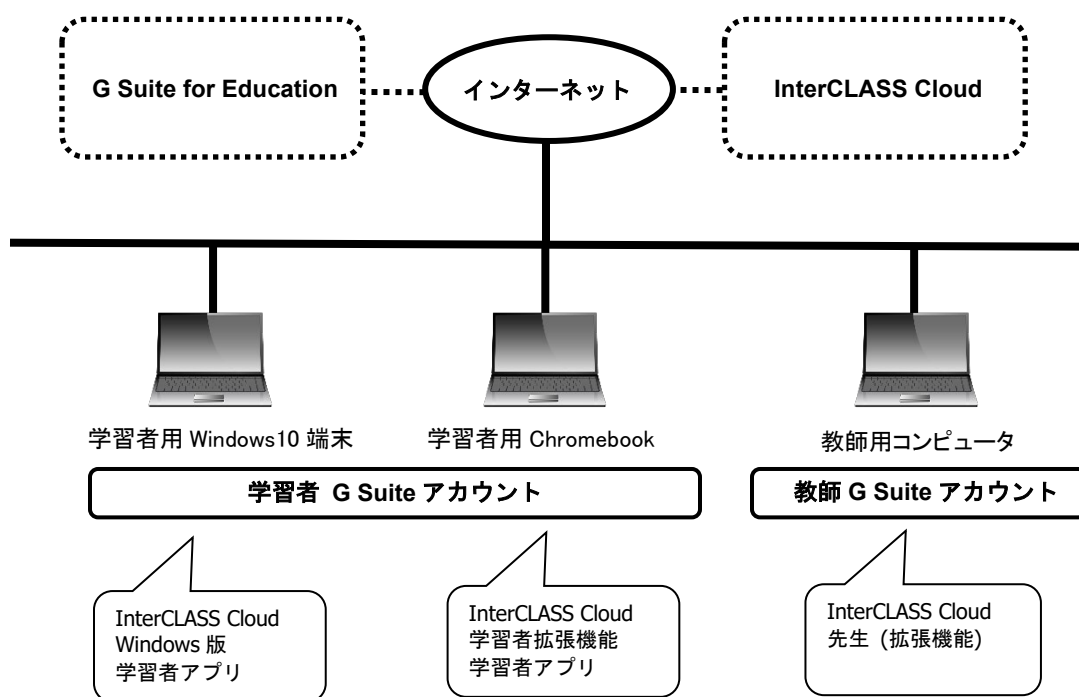 G Suite for Education
インターネット
InterCLASS Cloud
学習者用 Windows10 端末
学習者用 Chromebook
教師用コンピュータ
学習者 G Suite アカウント
教師 G Suite アカウント
InterCLASS Cloud
Windows 版
学習者アプリ
InterCLASS Cloud
学習者拡張機能
学習者アプリ
InterCLASS Cloud
先生 (拡張機能)